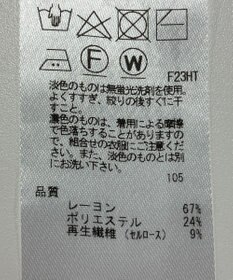 F
W
F23HT
淡色のものは無蛍光洗剤を使用。
よくすすぎ、絞りの後すぐに干
すこと。
濃色のものは、着用による摩擦
で色落ちすることがありますの
で、組合せの衣服にご注意くだ
さい。また、淡色のものとは別
にお洗い下さい。
105
品質
レーヨン 67%
ポリエステル 24%
再生繊維(セルロース) 9%